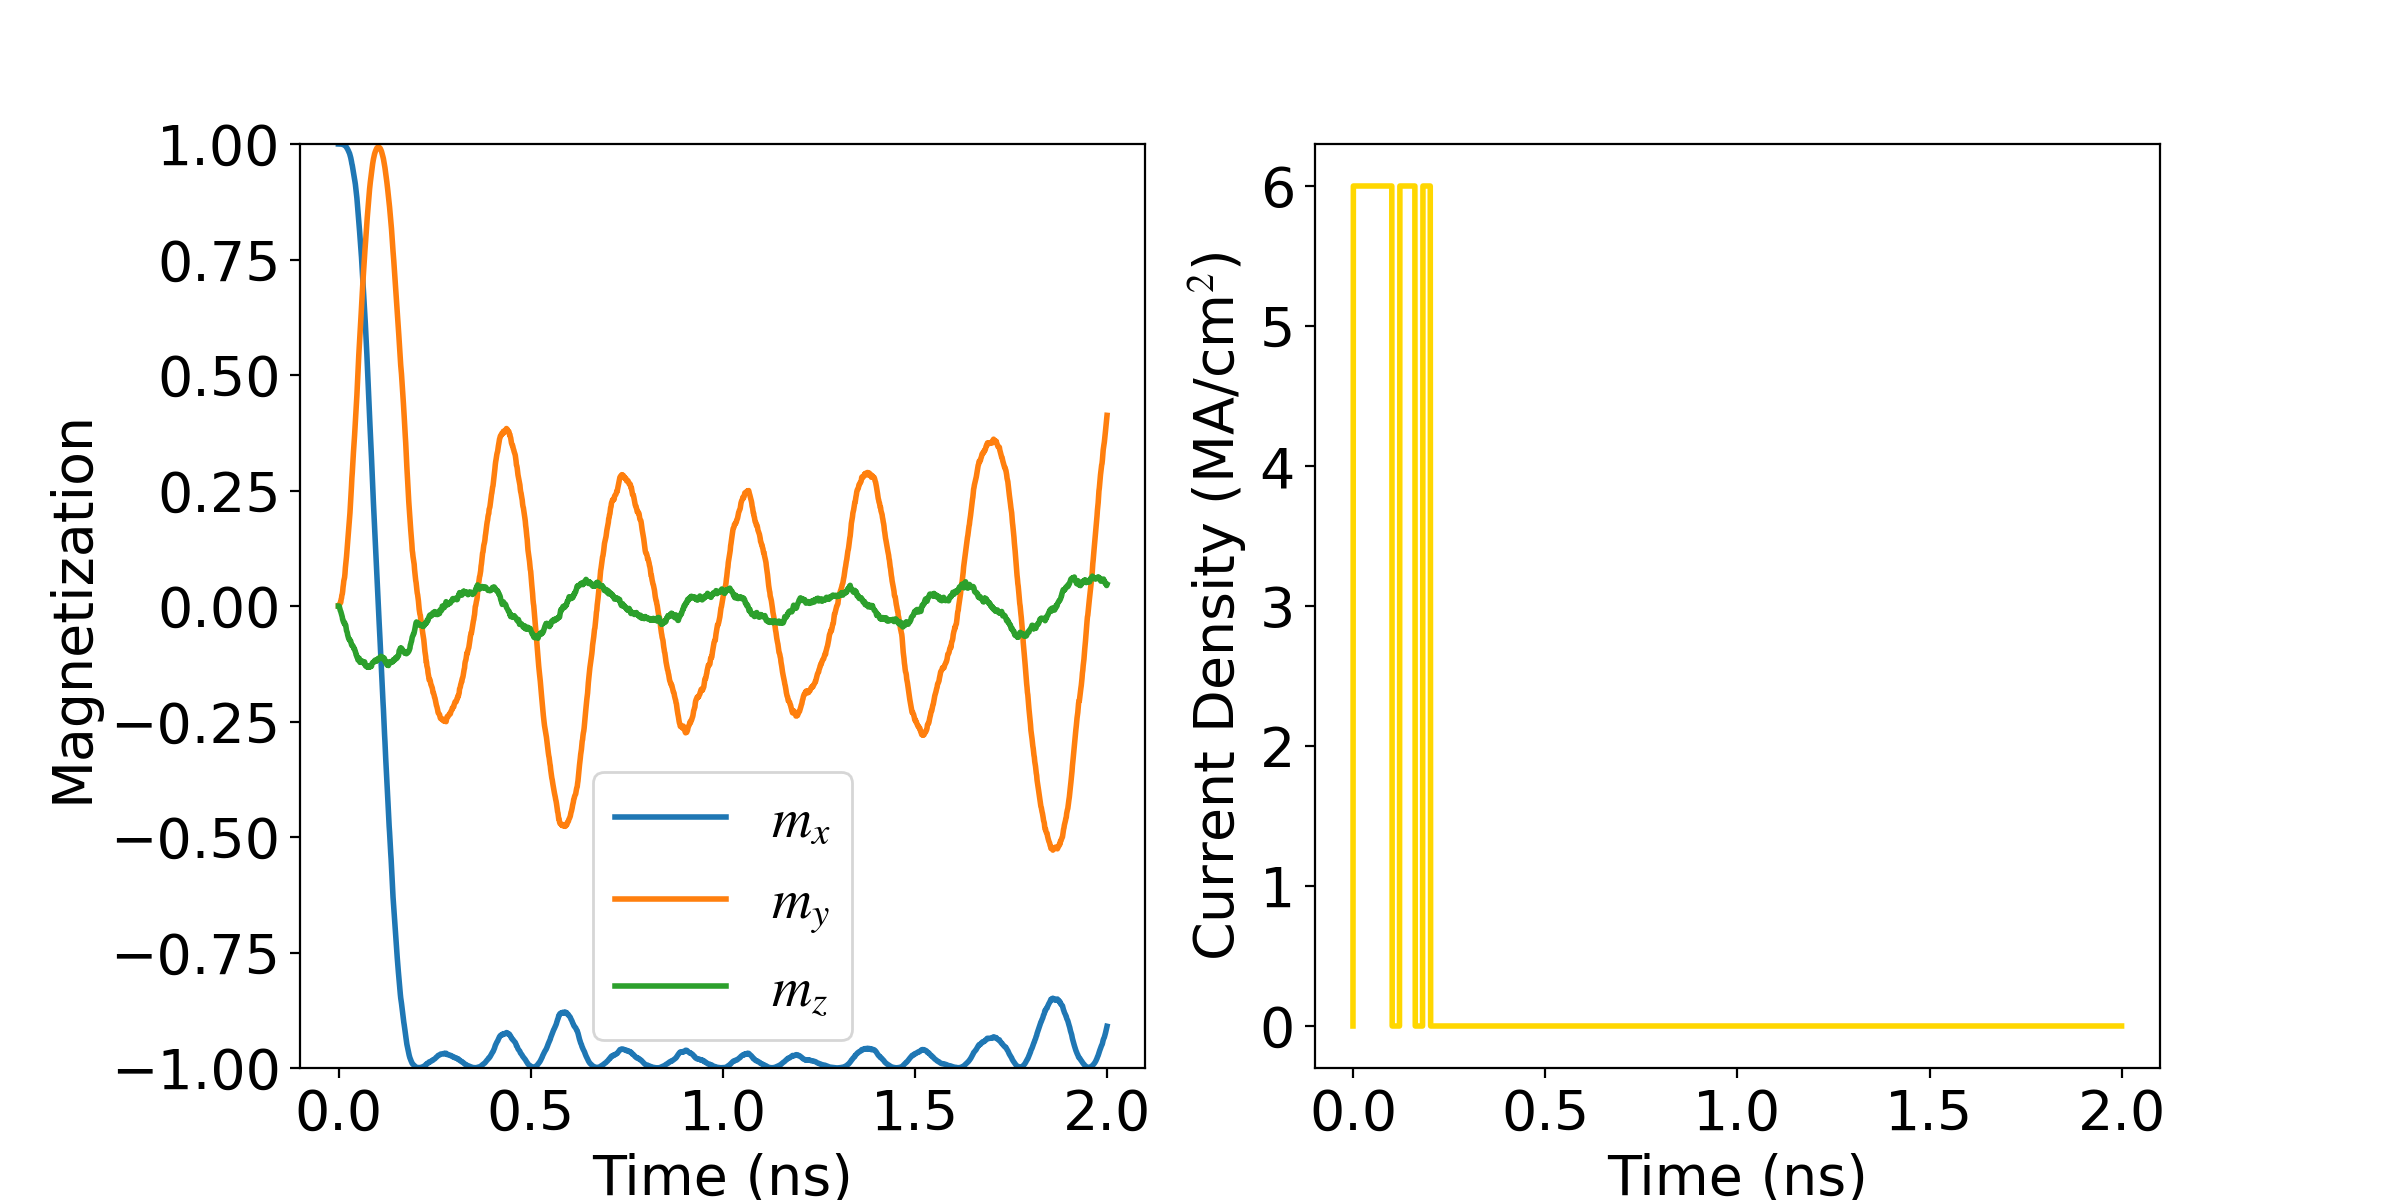 1.00
0.75
0.50
0.25
0.00
−0.25
−0.50
−0.75
−1.00
Magnetization
0.0 0.5 1.0 1.5 2.0
Time (ns)
m_x
m_y
m_z
6
5
4
3
2
1
0
Current Density (MA/cm²)
0.0 0.5 1.0 1.5 2.0
Time (ns)